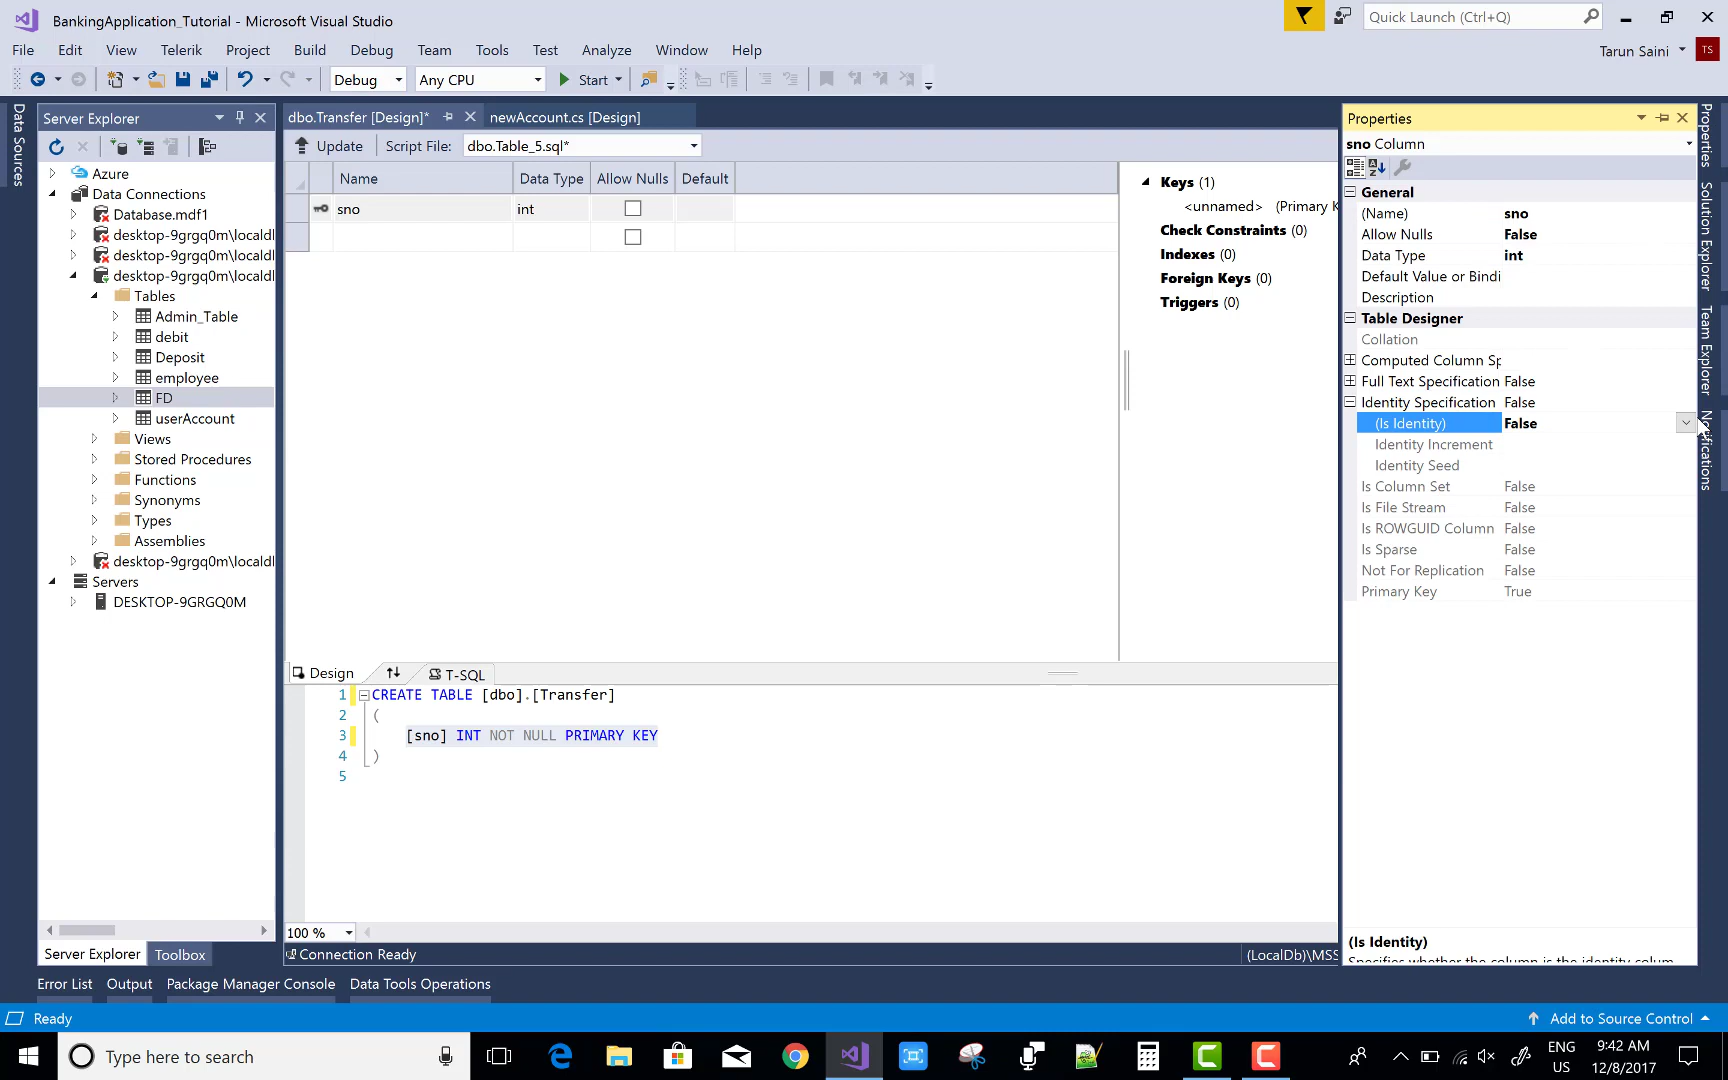 BankingApplication_Tutorial - Microsoft Visual Studio
Quick Launch (Ctrl+Q)
File Edit View Telerik Project Build Debug Team Tools Test Analyze Window Help
Tarun Saini TS
Debug Any CPU Start
Data Sources
Server Explorer
Azure
Data Connections
Database.mdf1
desktop-9grgq0m\locald
desktop-9grgq0m\locald
desktop-9grgq0m\locald
Tables
Admin_Table
debit
Deposit
employee
FD
userAccount
Views
Stored Procedures
Functions
Synonyms
Types
Assemblies
desktop-9grgq0m\locald
Servers
DESKTOP-9GRGQ0M
Server Explorer Toolbox
dbo.Transfer [Design]* newAccount.cs [Design]
Update Script File: dbo.Table_5.sql*
Name Data Type Allow Nulls Default
sno int
Keys (1)
<unnamed> (Primary K
Check Constraints (0)
Indexes (0)
Foreign Keys (0)
Triggers (0)
Design T-SQL
1 CREATE TABLE [dbo].[Transfer]
2 (
3 [sno] INT NOT NULL PRIMARY KEY
4 )
5
100 %
Connection Ready (LocalDb)\MSS
Properties
sno Column
General
(Name) sno
Allow Nulls False
Data Type int
Default Value or Bindi
Description
Table Designer
Collation
Computed Column Sp
Full Text Specification False
Identity Specification False
(Is Identity) False
Identity Increment
Identity Seed
Is Column Set False
Is File Stream False
Is ROWGUID Column False
Is Sparse False
Not For Replication False
Primary Key True
(Is Identity)
Specifies whether the column is the identity colum
Properties
Solution Explorer
Team Explorer
Notifications
Error List Output Package Manager Console Data Tools Operations
Ready Add to Source Control
Type here to search
ENG
US
9:42 AM
12/8/2017